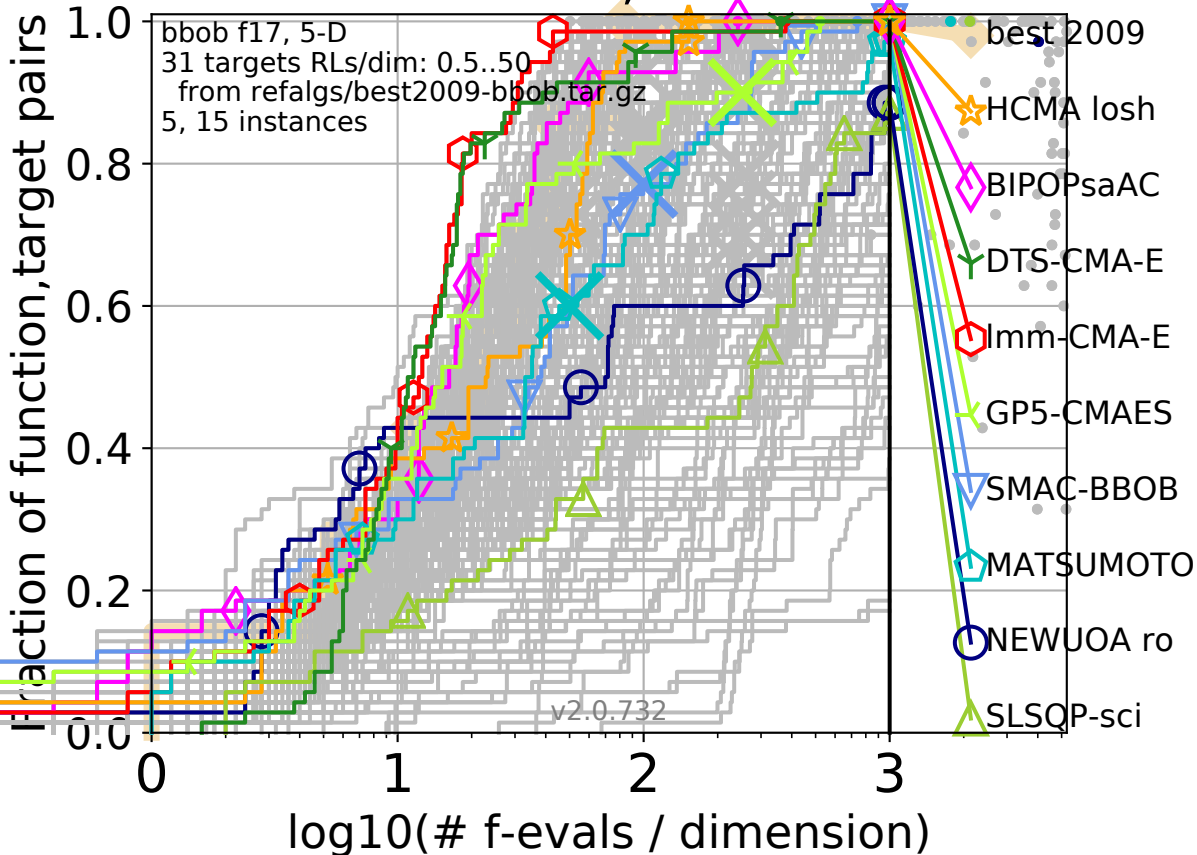 bbob f17, 5-D
31 targets RLs/dim: 0.5..50
from refalgs/best2009-bbob.tar.gz
5, 15 instances
Fraction of function,target pairs
1.0
0.8
0.6
0.4
0.2
0.0
0
1
2
3
log10(# f-evals / dimension)
v2.0.732
best 2009
HCMA losh
BIPOPsaAC
DTS-CMA-E
lmm-CMA-E
GP5-CMAES
SMAC-BBOB
MATSUMOTO
NEWUOA ro
SLSQP-sci